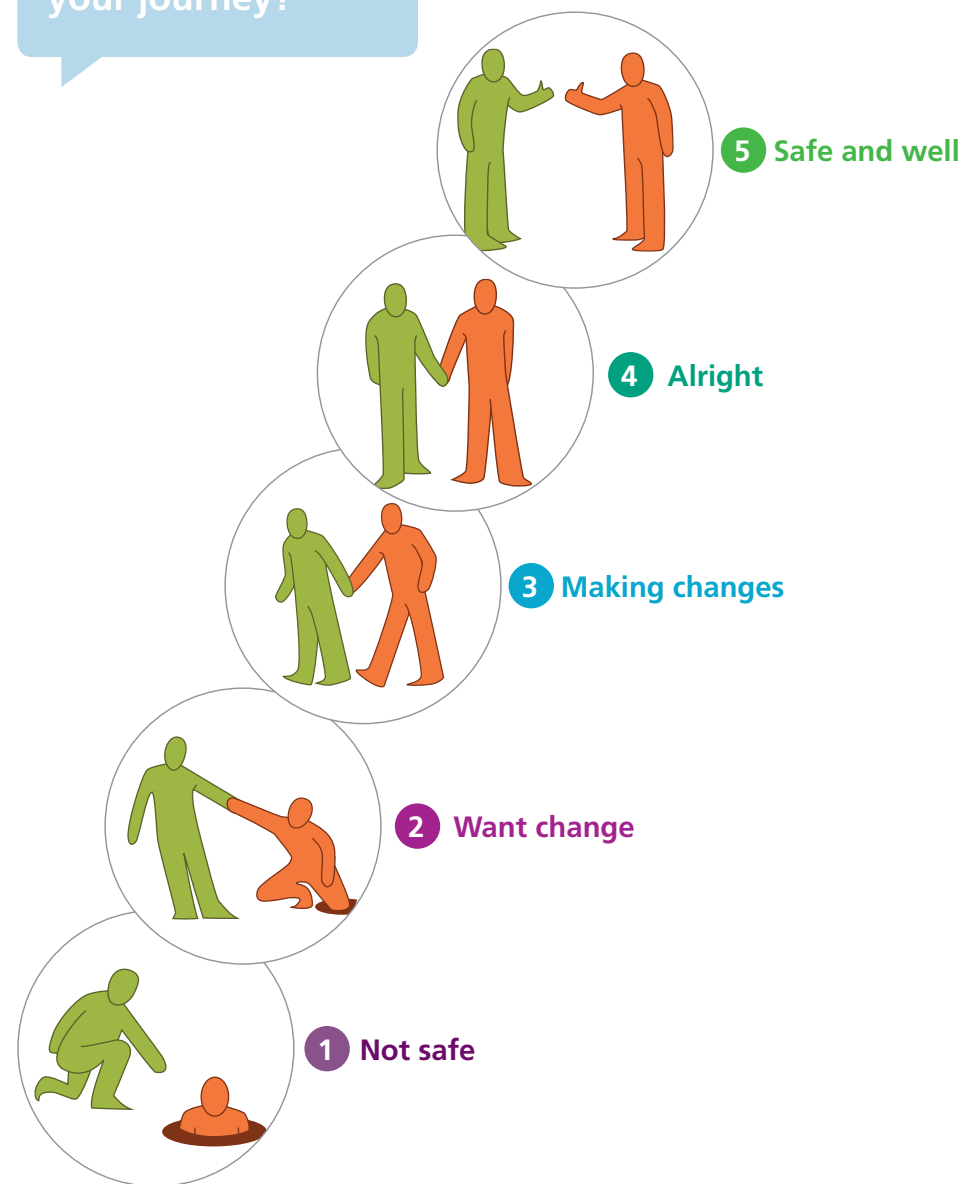 your journey?
5 Safe and well
4 Alright
3 Making changes
2 Want change
1 Not safe